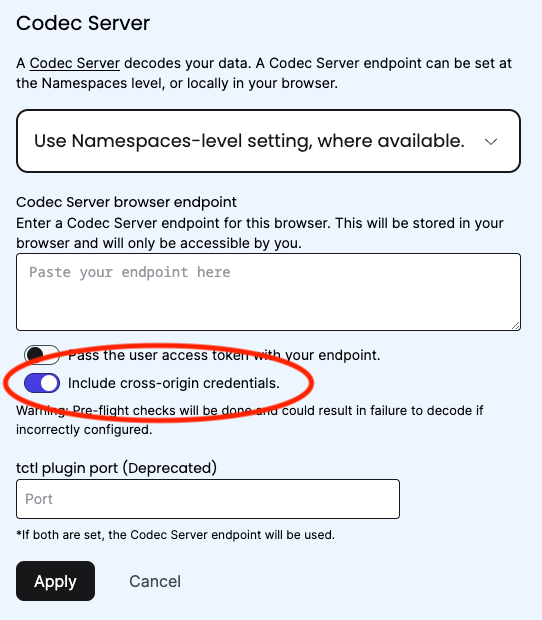 Codec Server
A Codec Server decodes your data. A Codec Server endpoint can be set at
the Namespaces level, or locally in your browser.
Use Namespaces-level setting, where available.
Codec Server browser endpoint
Enter a Codec Server endpoint for this browser. This will be stored in your
browser and will only be accessible by you.
Paste your endpoint here
Pass the user access token with your endpoint.
Include cross-origin credentials.
Warning: Pre-flight checks will be done and could result in failure to decode if
incorrectly configured.
tctl plugin port (Deprecated)
Port
*If both are set, the Codec Server endpoint will be used.
Apply Cancel